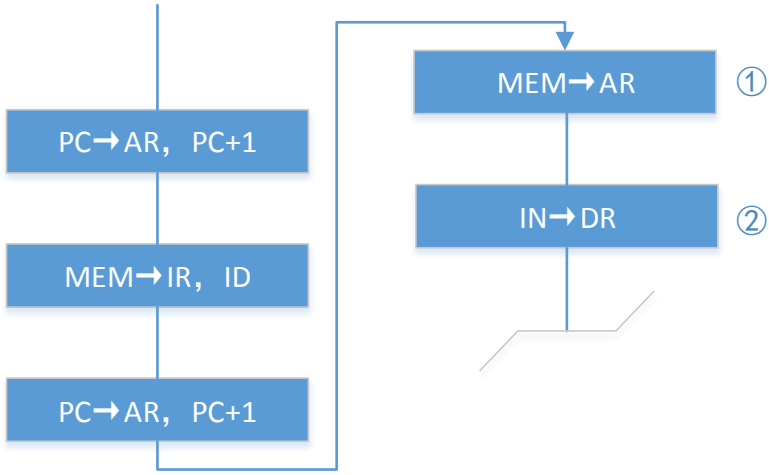 PC→AR，PC+1
MEM→IR，ID
PC→AR，PC+1
MEM→AR
①
IN→DR
②